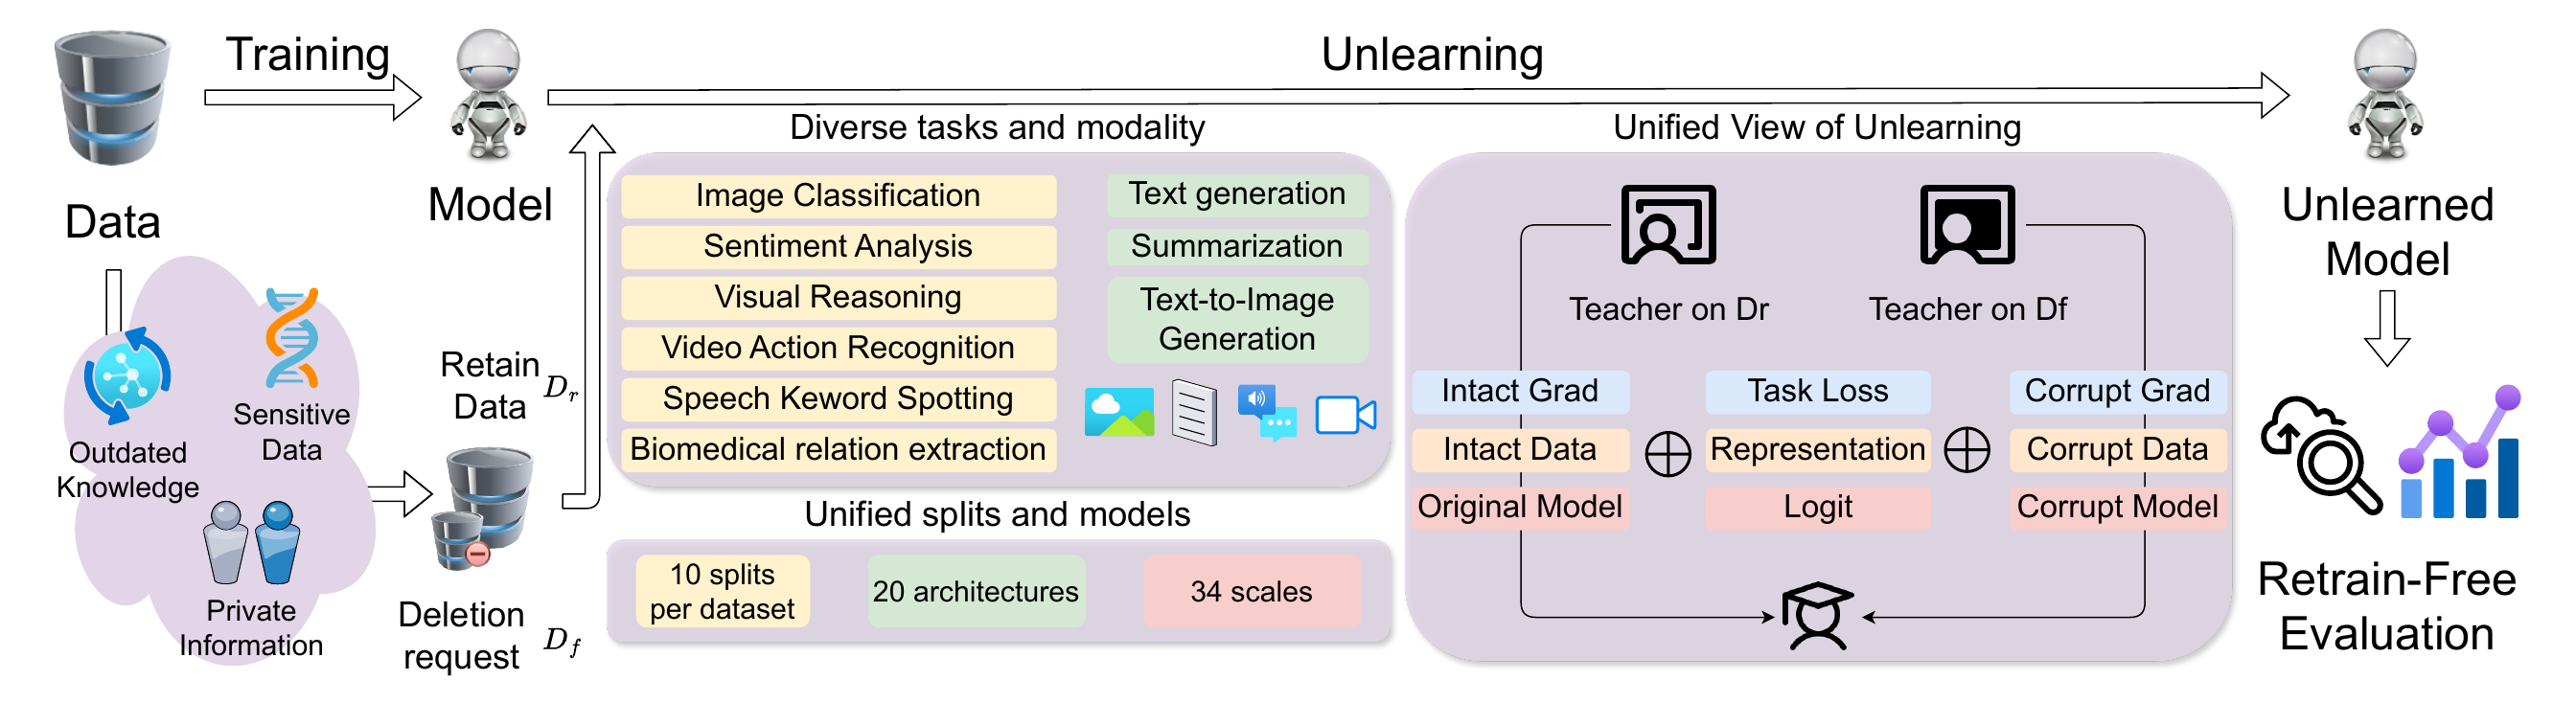 Training
Unlearning
Data
Model
Unlearned
Model
Outdated
Knowledge
Sensitive
Data
Private
Information
Retain
Data
D_r
Deletion
request
D_f
Diverse tasks and modality
Image Classification
Sentiment Analysis
Visual Reasoning
Video Action Recognition
Speech Keword Spotting
Biomedical relation extraction
Text generation
Summarization
Text-to-Image
Generation
Unified splits and models
10 splits
per dataset
20 architectures
34 scales
Unified View of Unlearning
Teacher on Dr
Teacher on Df
Intact Grad
Task Loss
Corrupt Grad
Intact Data
Representation
Corrupt Data
Original Model
Logit
Corrupt Model
Retrain-Free
Evaluation